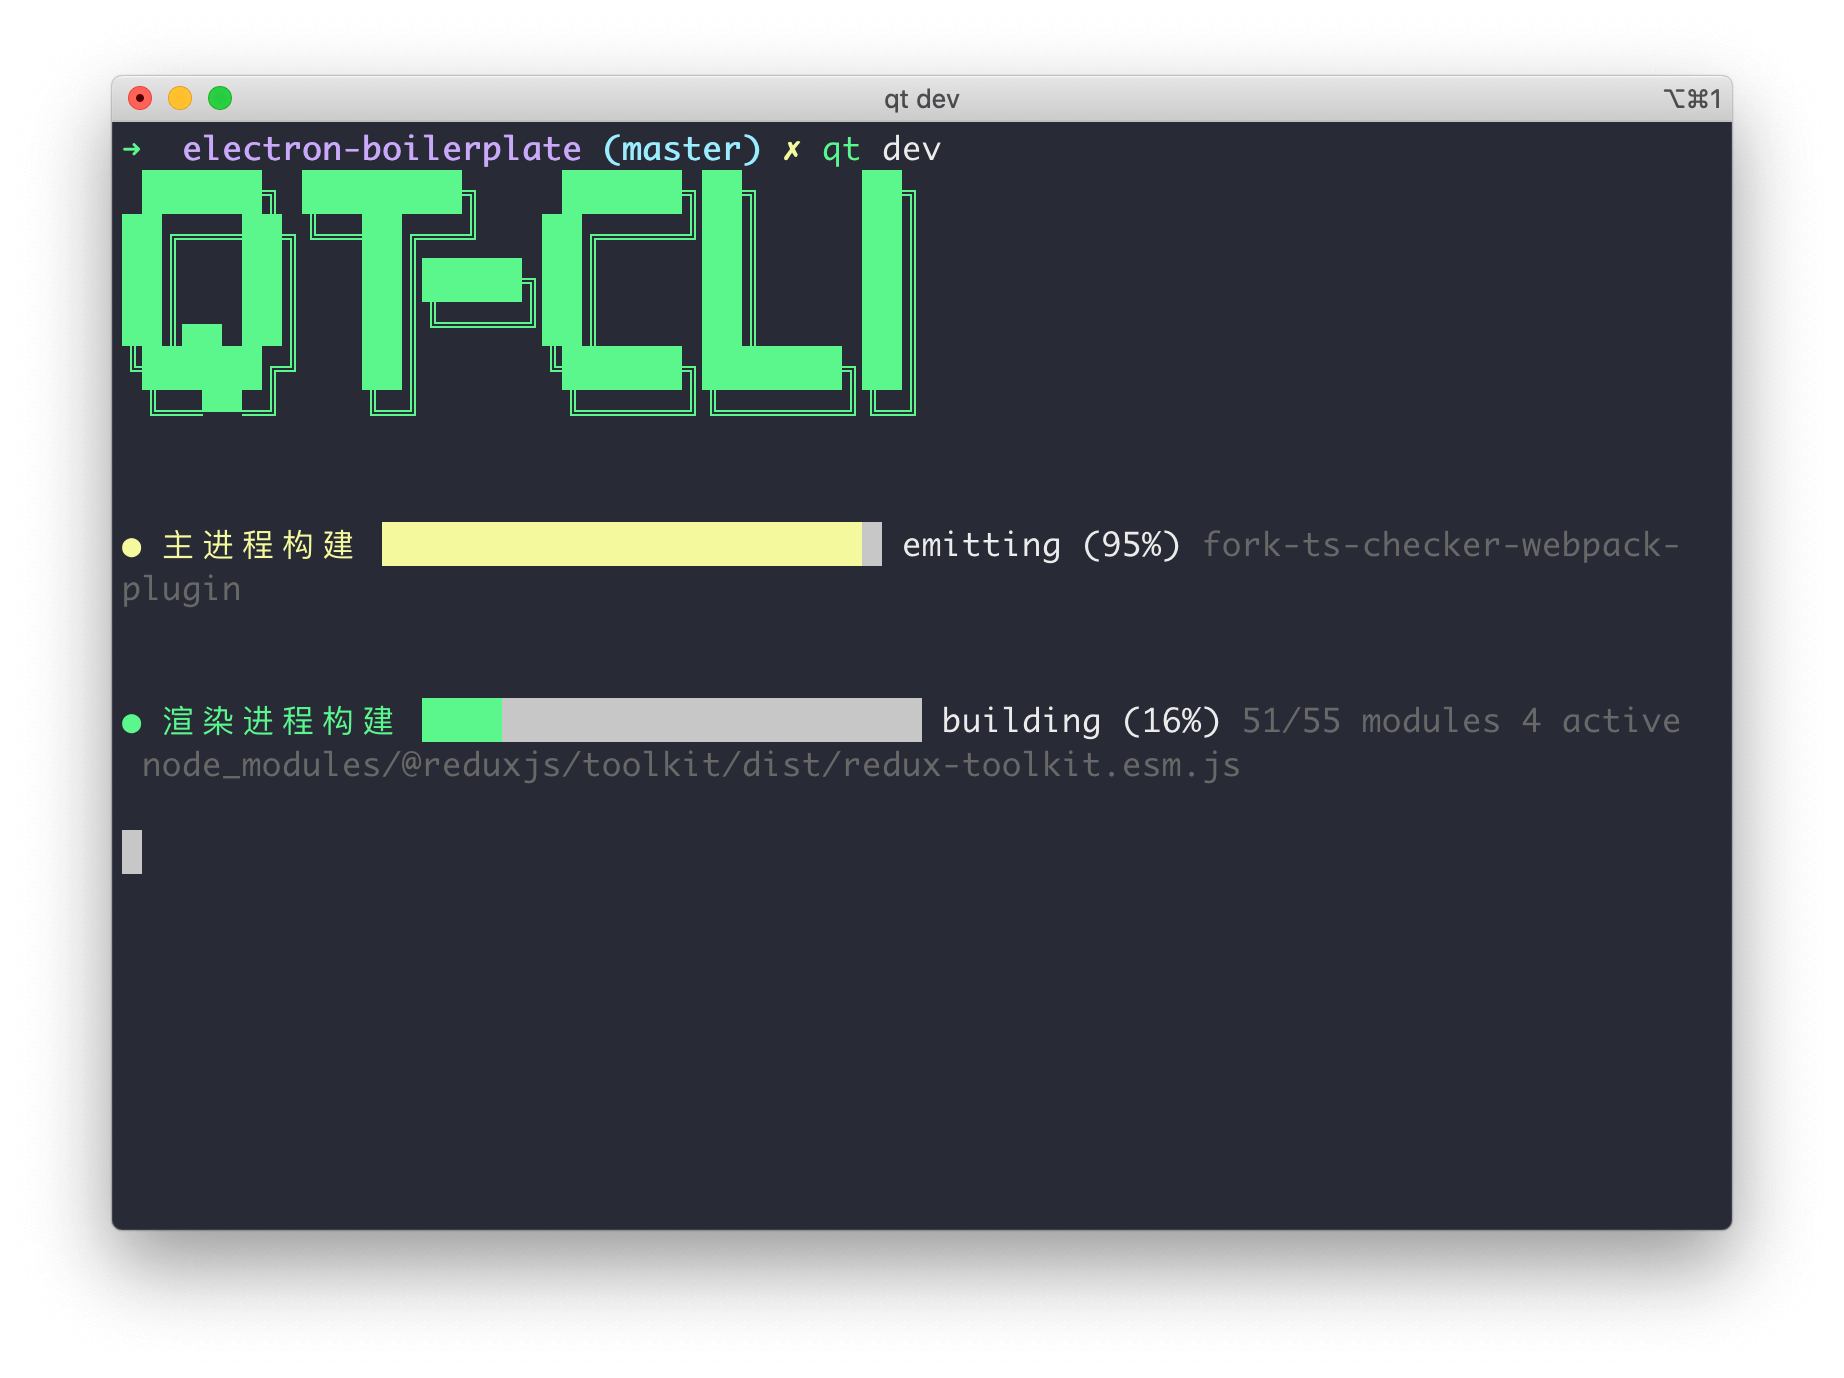 qt dev
⌥⌘1
➜  electron-boilerplate (master) ✗ qt dev
QT-CLI
● 主进程构建 emitting (95%) fork-ts-checker-webpack-
plugin
● 渲染进程构建 building (16%) 51/55 modules 4 active
node_modules/@reduxjs/toolkit/dist/redux-toolkit.esm.js